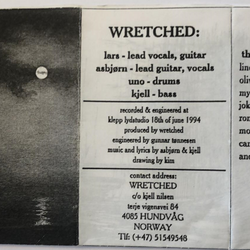 WRETCHED:
lars - lead vocals, guitar
asbjørn - lead guitar, vocals
uno - drums
kjell - bass
recorded & engineered at
klepp lydstudio 18th of june 1994
produced by wretched
engineered by gunnar tønnesen
music and lyrics by asbjørn & kjell
drawing by kim
contact address:
WRETCHED
c/o kjell nilsen
terje vigensvei 84
4085 HUNDVÅG
NORWAY
Tlf: (+47) 51549548